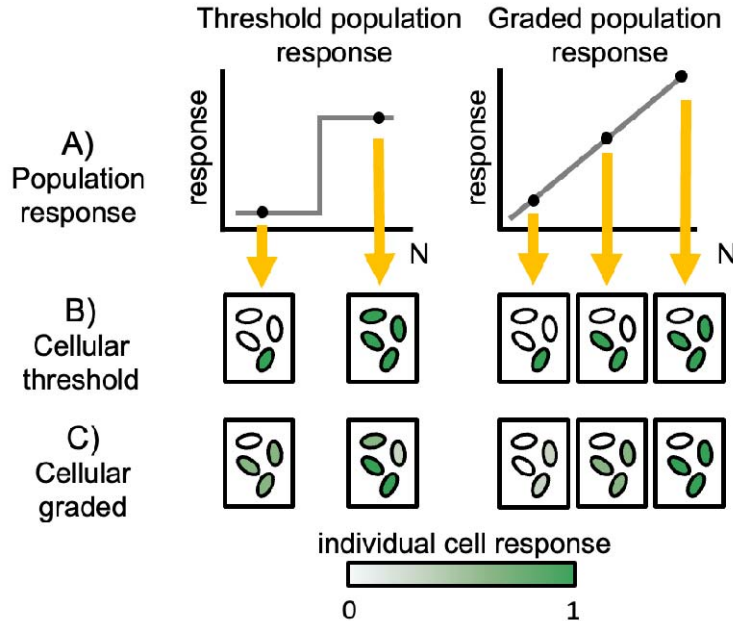 Threshold population
response
Graded population
response
A)
Population
response
response
N
response
N
B)
Cellular
threshold
C)
Cellular
graded
individual cell response
0
1